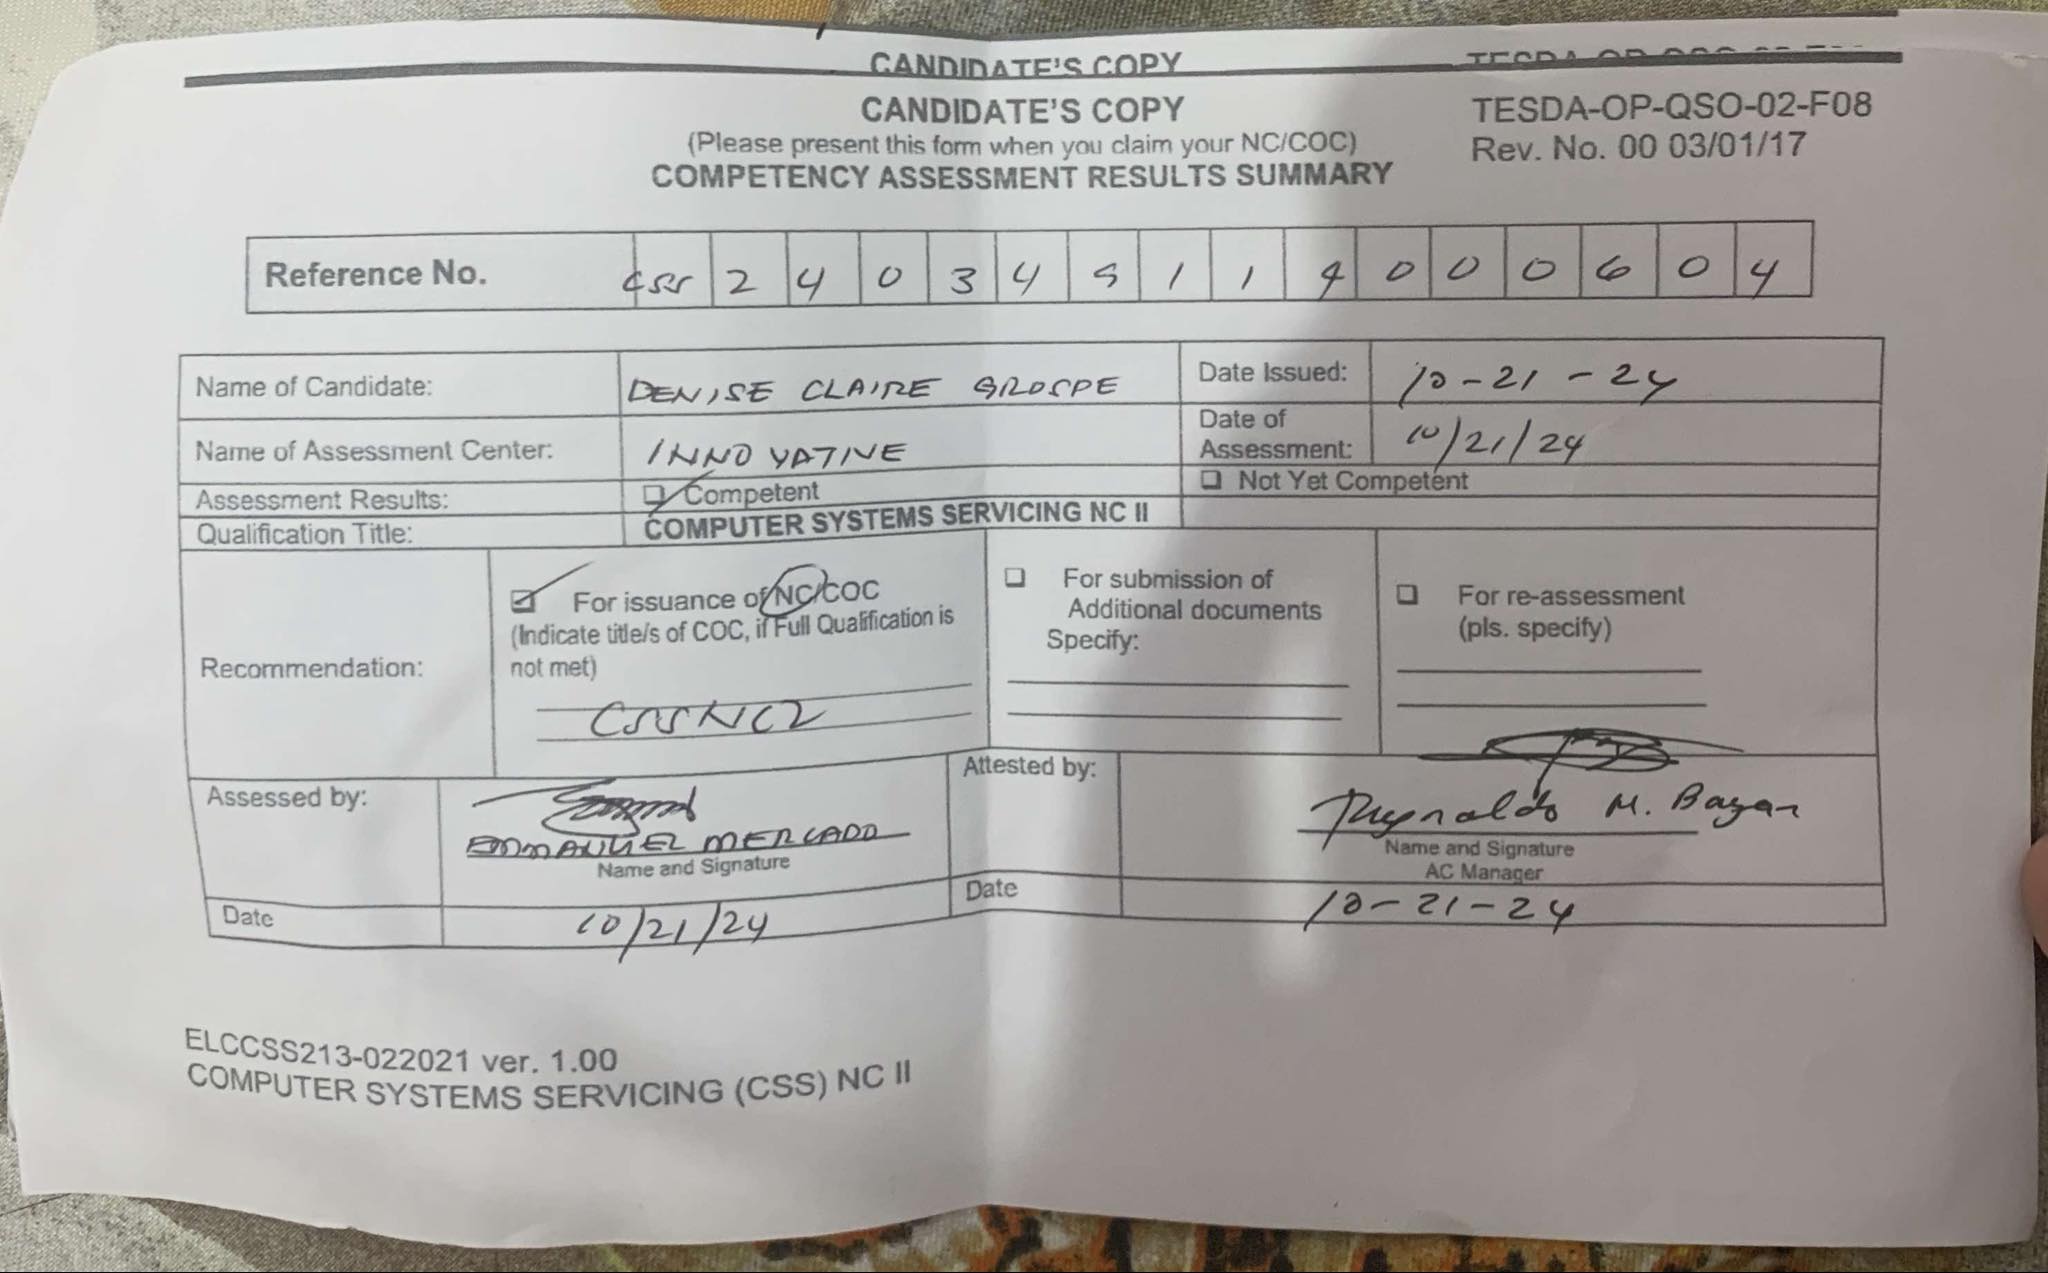 CANDIDATE'S COPY
CANDIDATE'S COPY
(Please present this form when you claim your NC/COC)
COMPETENCY ASSESSMENT RESULTS SUMMARY
TESDA-OP-QSO-02-F08
Rev. No. 00 03/01/17
Reference No. CSS 2 4 0 3 4 9 1 1 4 0 0 0 6 0 4
Name of Candidate: DENISE CLAIRE GROSPE
Date Issued: 10-21-24
Name of Assessment Center: INNOVATIVE
Date of Assessment: 10/21/24
Assessment Results: Competent
Not Yet Competent
Qualification Title: COMPUTER SYSTEMS SERVICING NC II
Recommendation:
For issuance of NC/COC
(Indicate title/s of COC, if Full Qualification is
not met)
CSSNC2
For submission of
Additional documents
Specify:
For re-assessment
(pls. specify)
Assessed by:
EMMANUEL MERCADO
Name and Signature
Attested by:
Reynaldo M. Bayan
Name and Signature
AC Manager
Date 10/21/24
Date 10-21-24
ELCCSS213-022021 ver. 1.00
COMPUTER SYSTEMS SERVICING (CSS) NC II